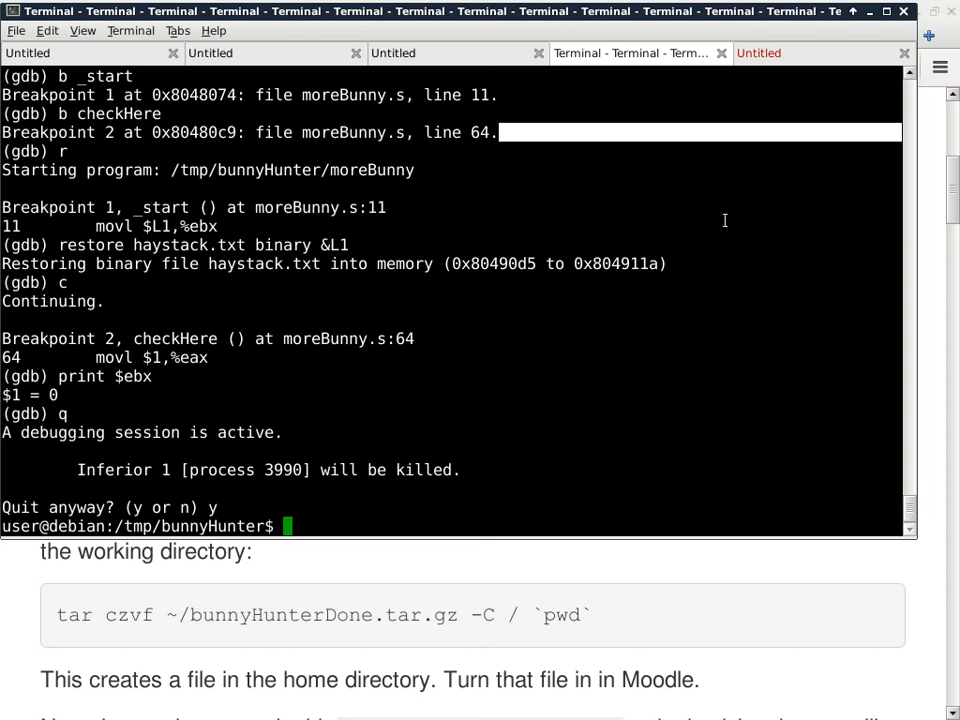 Terminal - Terminal - Terminal - Terminal - Terminal - Terminal - Terminal - Terminal - Terminal - Terminal - Terminal - Terminal - Terminal - Te
File Edit View Terminal Tabs Help
Untitled Untitled Untitled Terminal - Terminal - Term... Untitled
(gdb) b _start
Breakpoint 1 at 0x8048074: file moreBunny.s, line 11.
(gdb) b checkHere
Breakpoint 2 at 0x80480c9: file moreBunny.s, line 64.
(gdb) r
Starting program: /tmp/bunnyHunter/moreBunny
Breakpoint 1, _start () at moreBunny.s:11
11        movl $L1,%ebx
(gdb) restore haystack.txt binary &L1
Restoring binary file haystack.txt into memory (0x80490d5 to 0x804911a)
(gdb) c
Continuing.
Breakpoint 2, checkHere () at moreBunny.s:64
64        movl $1,%eax
(gdb) print $ebx
$1 = 0
(gdb) q
A debugging session is active.
Inferior 1 [process 3990] will be killed.
Quit anyway? (y or n) y
user@debian:/tmp/bunnyHunter$
the working directory:
tar czvf ~/bunnyHunterDone.tar.gz -C / `pwd`
This creates a file in the home directory. Turn that file in in Moodle.